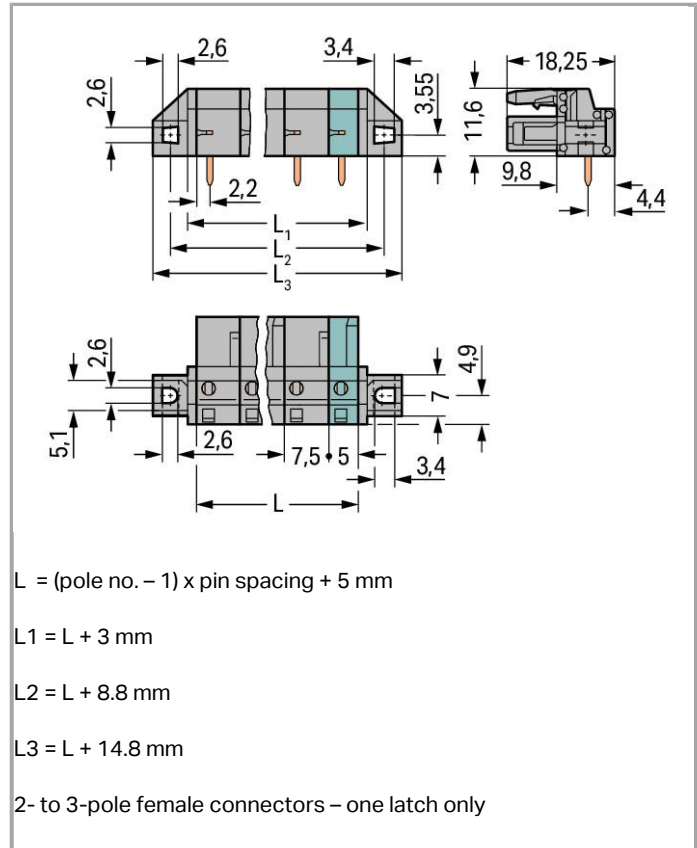 2,6
3,4
18,25
2,6
3,55
11,6
2,2
9,8
4,4
L1
L2
L3
2,6
4,9
7
5,1
2,6
7,5 • 5
3,4
L
L = (pole no. – 1) x pin spacing + 5 mm
L1 = L + 3 mm
L2 = L + 8.8 mm
L3 = L + 14.8 mm
2- to 3-pole female connectors – one latch only